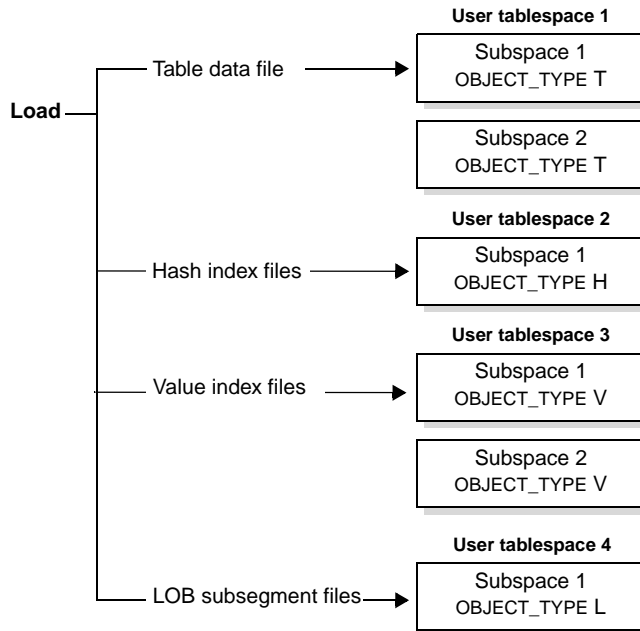 User tablespace 1
Subspace 1
OBJECT_TYPE T
Table data file
Load
Subspace 2
OBJECT_TYPE T
User tablespace 2
Subspace 1
OBJECT_TYPE H
Hash index files
User tablespace 3
Subspace 1
OBJECT_TYPE V
Value index files
Subspace 2
OBJECT_TYPE V
User tablespace 4
Subspace 1
OBJECT_TYPE L
LOB subsegment files